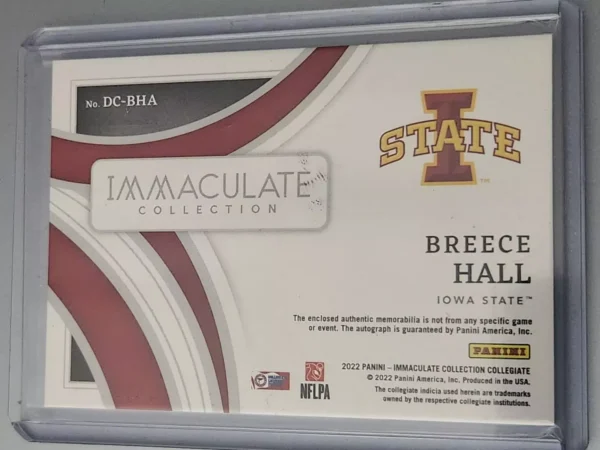 No. DC-BHA
IMMACULATE
COLLECTION
I
STATE™
BREECE
HALL
IOWA STATE™
The enclosed authentic memorabilia is not from any specific game
or event. The autograph is guaranteed by Panini America, Inc.
PANINI
NFLPA
2022 PANINI – IMMACULATE COLLECTION COLLEGIATE
© 2022 Panini America, Inc. Produced in the USA.
The collegiate indicia used herein are trademarks
owned by the respective collegiate institutions.